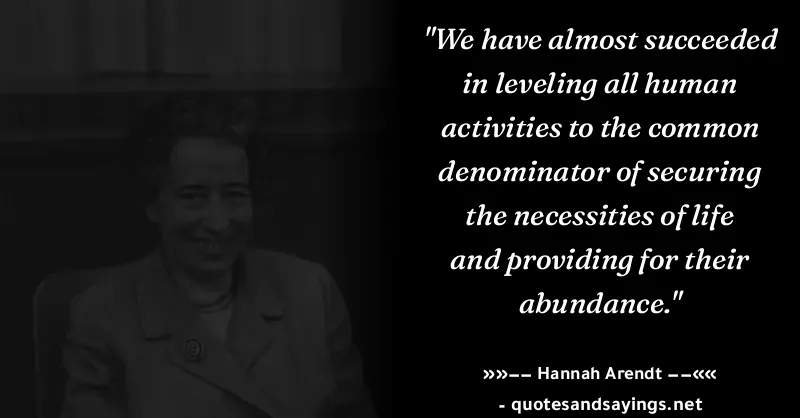 "We have almost succeeded
in leveling all human
activities to the common
denominator of securing
the necessities of life
and providing for their
abundance."
»»–– Hannah Arendt ––««
- quotesandsayings.net